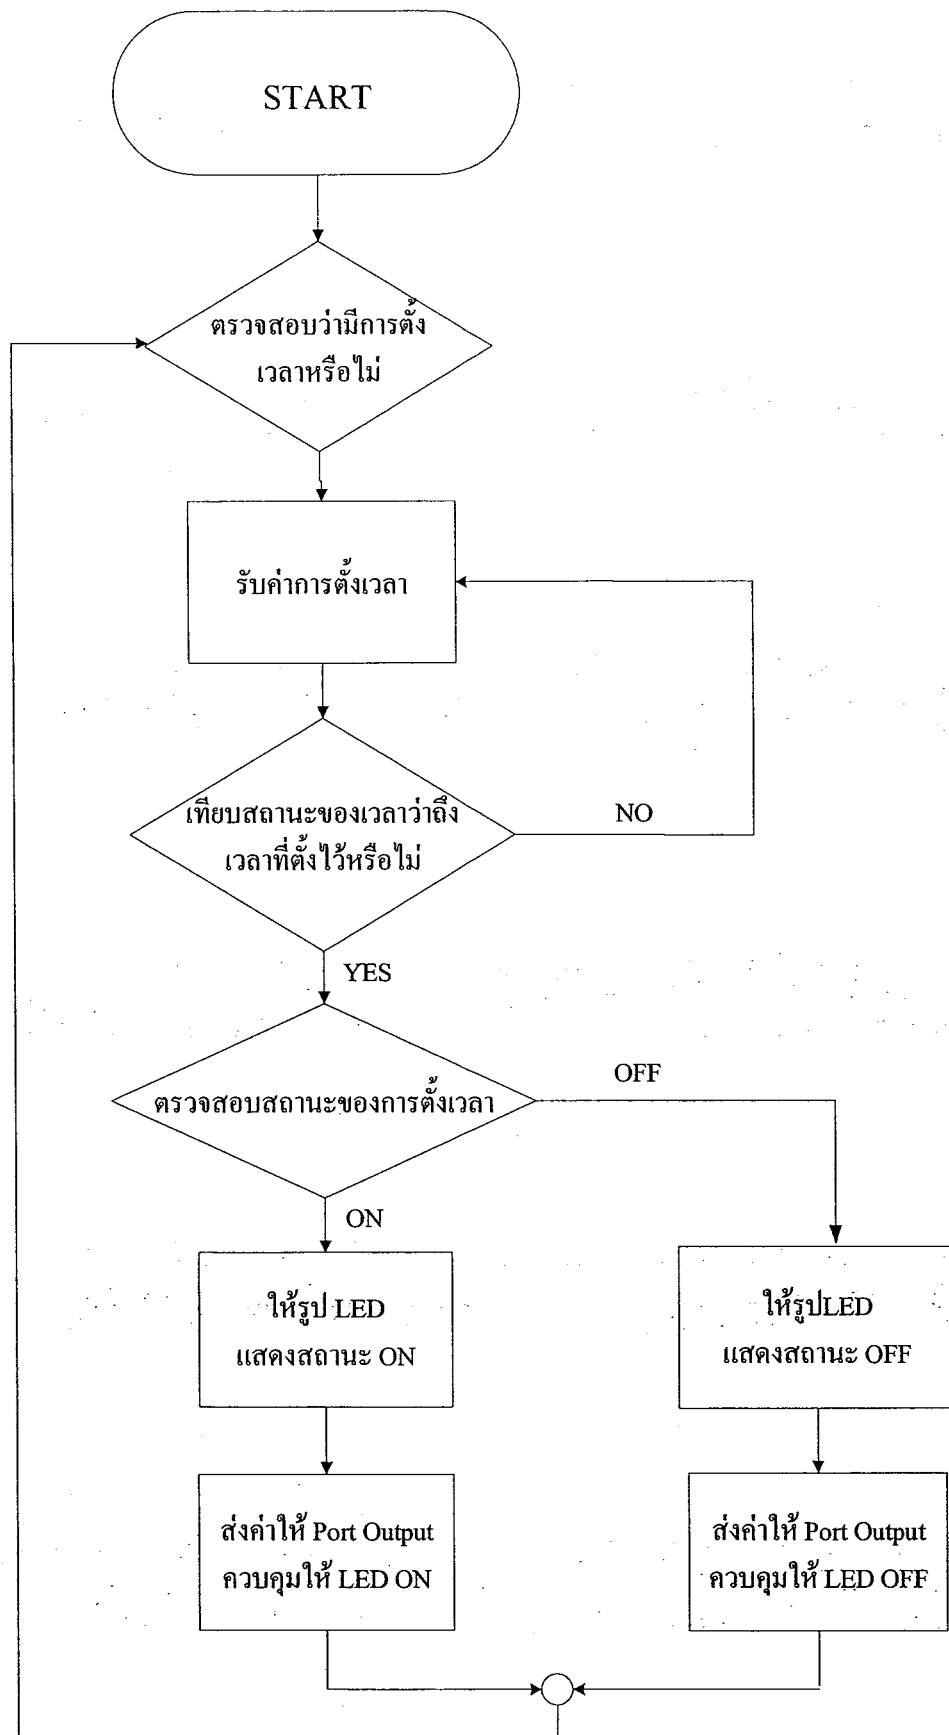 START
ตรวจสอบว่ามีการตั้ง
เวลาหรือไม่
รับค่าการตั้งเวลา
เทียบสถานะของเวลาว่าถึง
เวลาที่ตั้งไว้หรือไม่
NO
YES
ตรวจสอบสถานะของการตั้งเวลา
OFF
ON
ให้รูป LED
แสดงสถานะ ON
ให้รูปLED
แสดงสถานะ OFF
ส่งค่าให้ Port Output
ควบคุมให้ LED ON
ส่งค่าให้ Port Output
ควบคุมให้ LED OFF